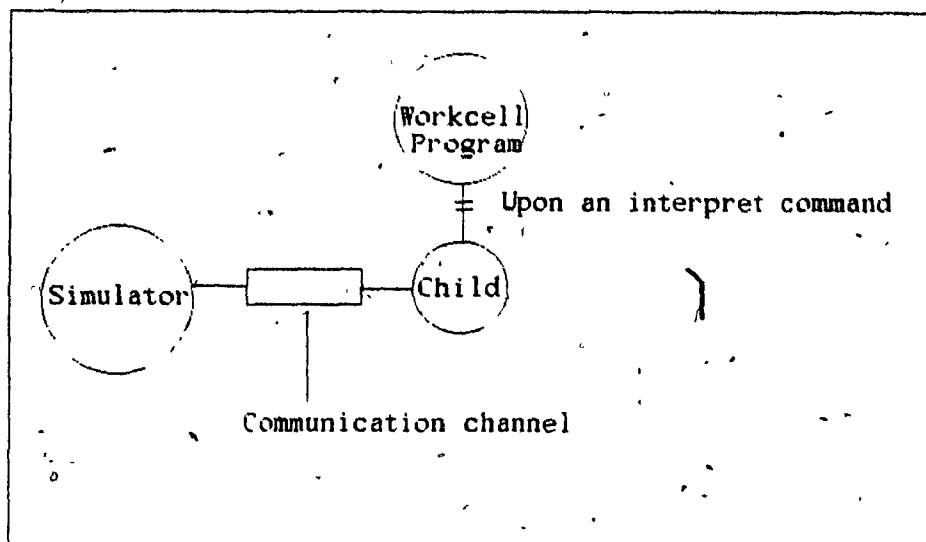 Workcell
Program
Upon an interpret command
Simulator
Child
Communication channel